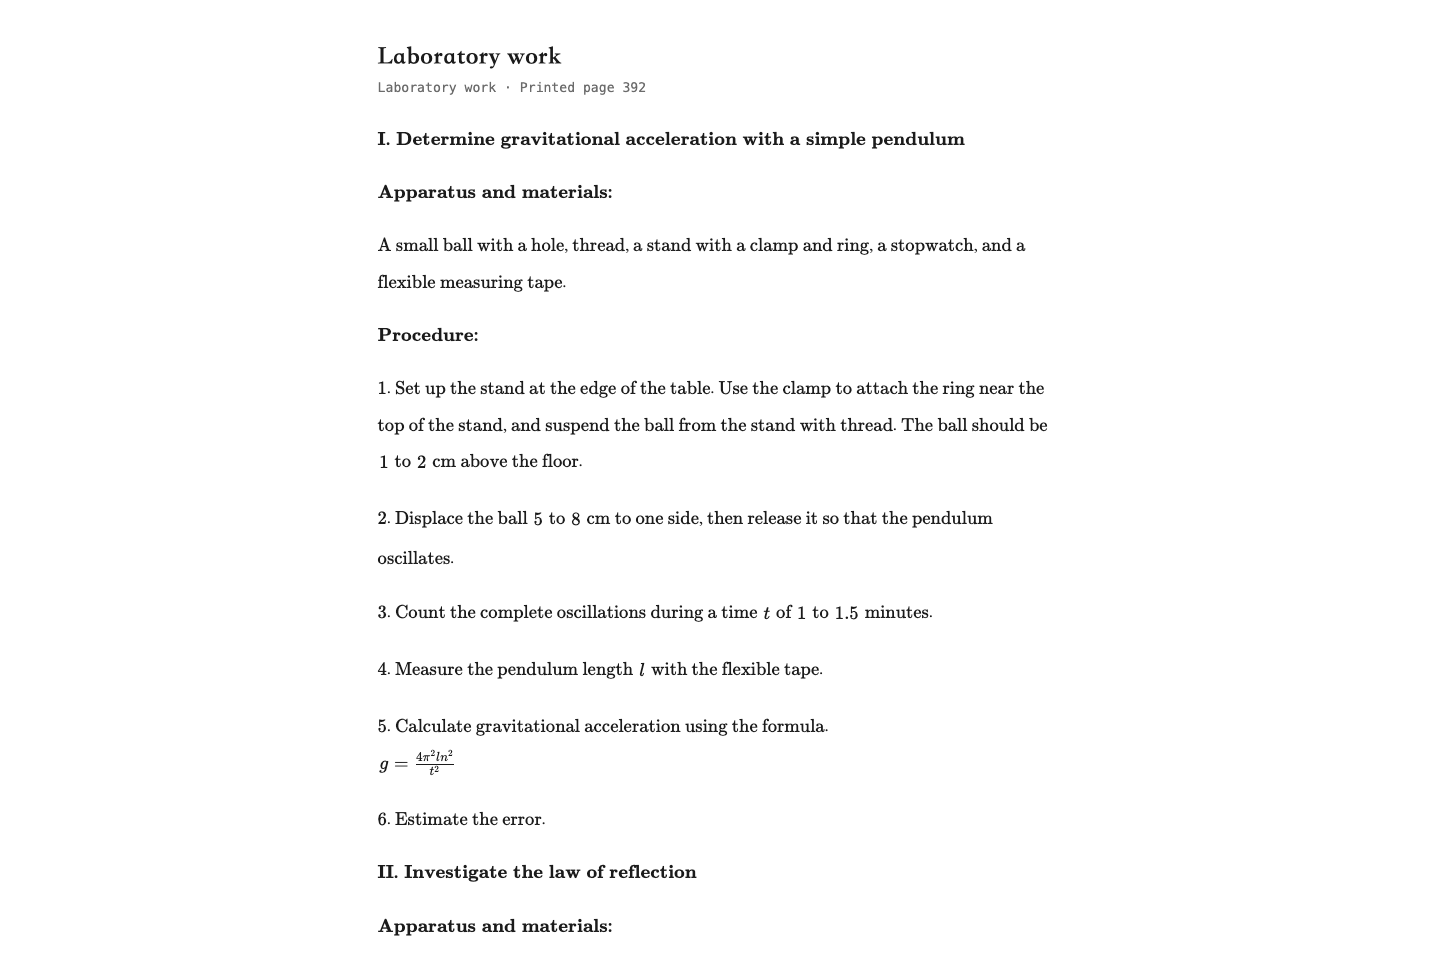 Laboratory work
Laboratory work · Printed page 392
I. Determine gravitational acceleration with a simple pendulum
Apparatus and materials:
A small ball with a hole, thread, a stand with a clamp and ring, a stopwatch, and a
flexible measuring tape.
Procedure:
1. Set up the stand at the edge of the table. Use the clamp to attach the ring near the
top of the stand, and suspend the ball from the stand with thread. The ball should be
1 to 2 cm above the floor.
2. Displace the ball 5 to 8 cm to one side, then release it so that the pendulum
oscillates.
3. Count the complete oscillations during a time t of 1 to 1.5 minutes.
4. Measure the pendulum length l with the flexible tape.
5. Calculate gravitational acceleration using the formula.
g = 4π²ln²/t²
6. Estimate the error.
II. Investigate the law of reflection
Apparatus and materials: